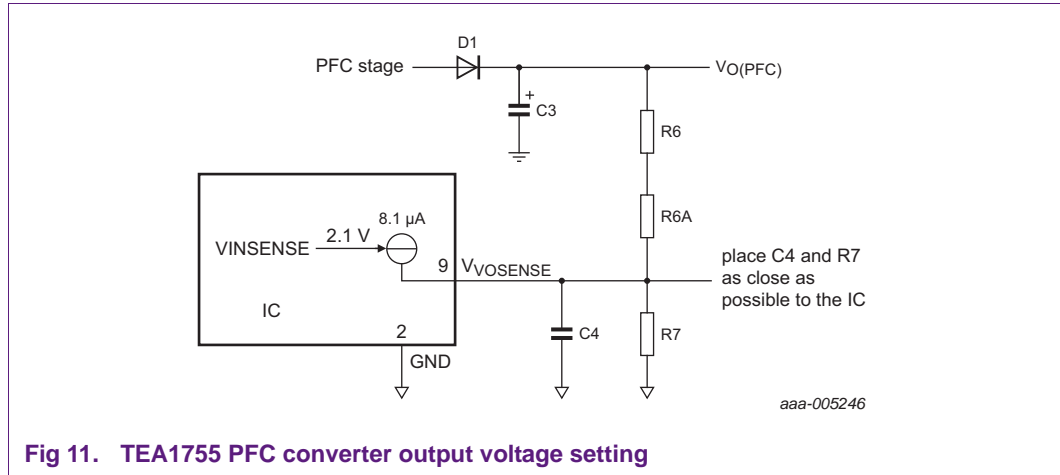 D1
PFC stage
VO(PFC)
+
C3
R6
8.1 µA
R6A
VINSENSE
2.1 V
9
VVOSENSE
place C4 and R7
as close as
possible to the IC
IC
2
C4
R7
GND
aaa-005246
Fig 11. TEA1755 PFC converter output voltage setting